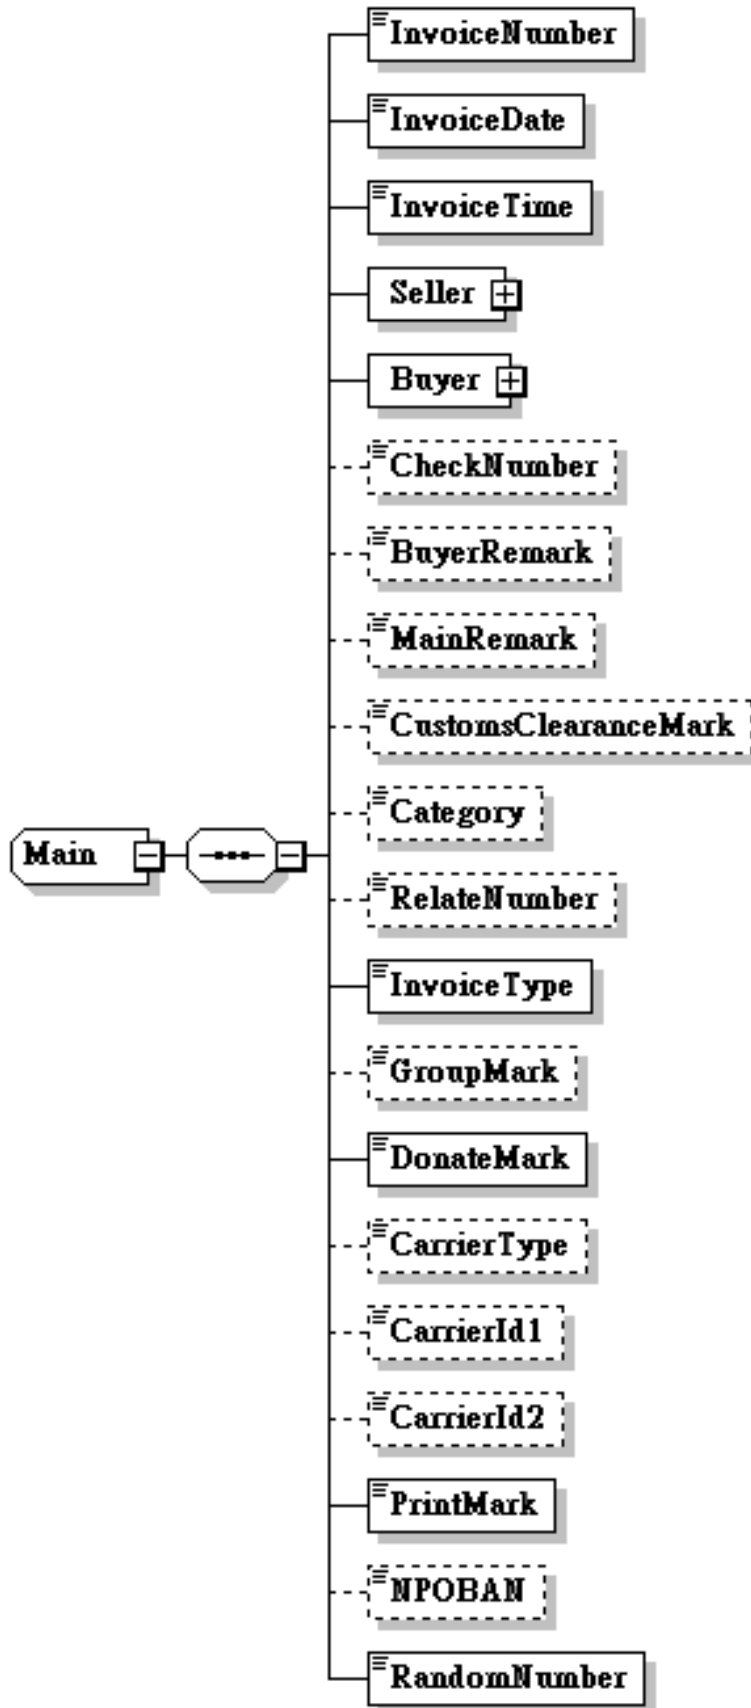 InvoiceNumber
InvoiceDate
InvoiceTime
Seller
Buyer
CheckNumber
BuyerRemark
MainRemark
CustomsClearanceMark
Category
Main
RelateNumber
InvoiceType
GroupMark
DonateMark
CarrierType
CarrierId1
CarrierId2
PrintMark
NPOBAN
RandomNumber